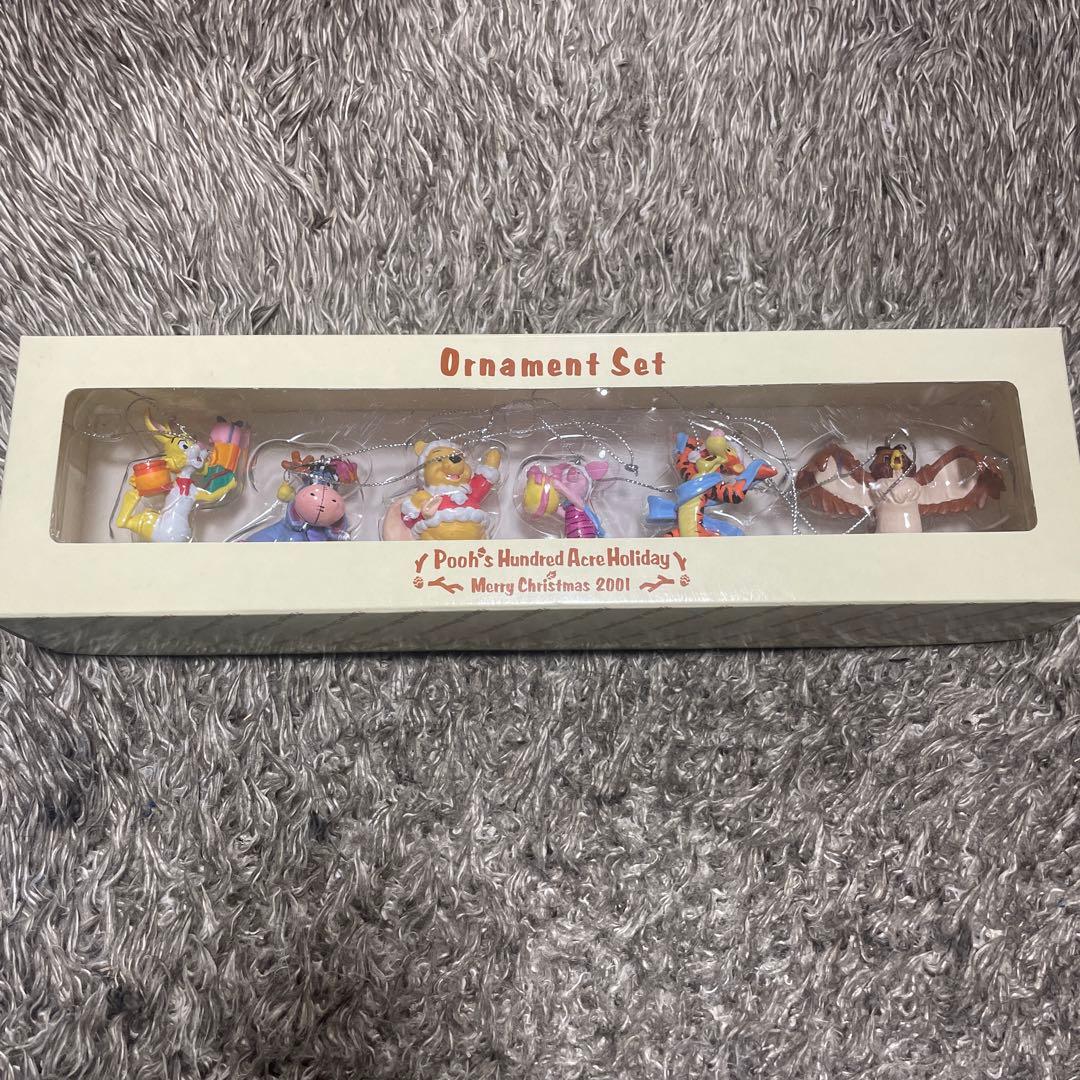 Ornament Set
Pooh's Hundred Acre Holiday
Merry Christmas 2001